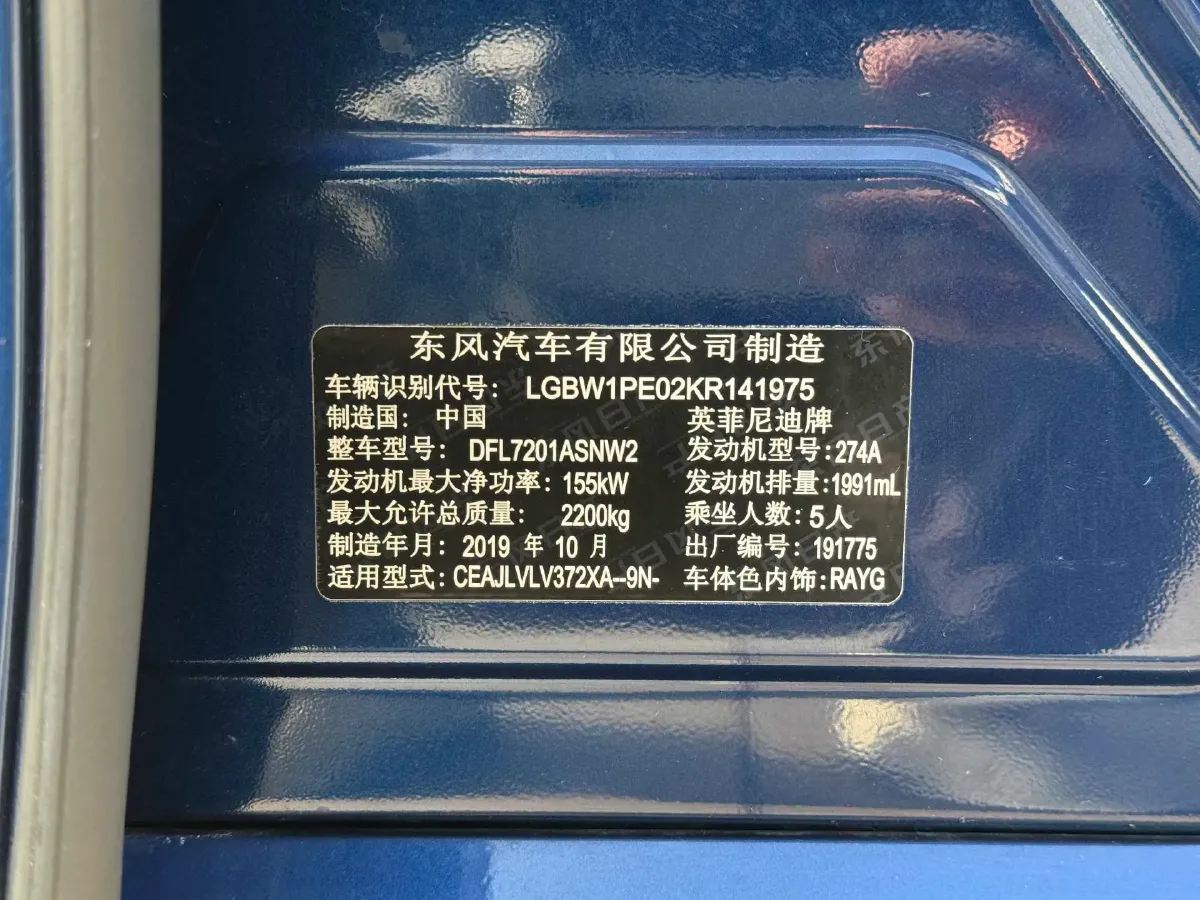 东风汽车有限公司制造
车辆识别代号: LGBW1PE02KR141975
制造国: 中国 英菲尼迪牌
整车型号: DFL7201ASNW2 发动机型号:274A
发动机最大净功率: 155kW 发动机排量:1991mL
最大允许总质量: 2200kg 乘坐人数: 5人
制造年月: 2019 年 10 月 出厂编号: 191775
适用型式: CEAJLVLV372XA--9N- 车体色内饰:RAYG